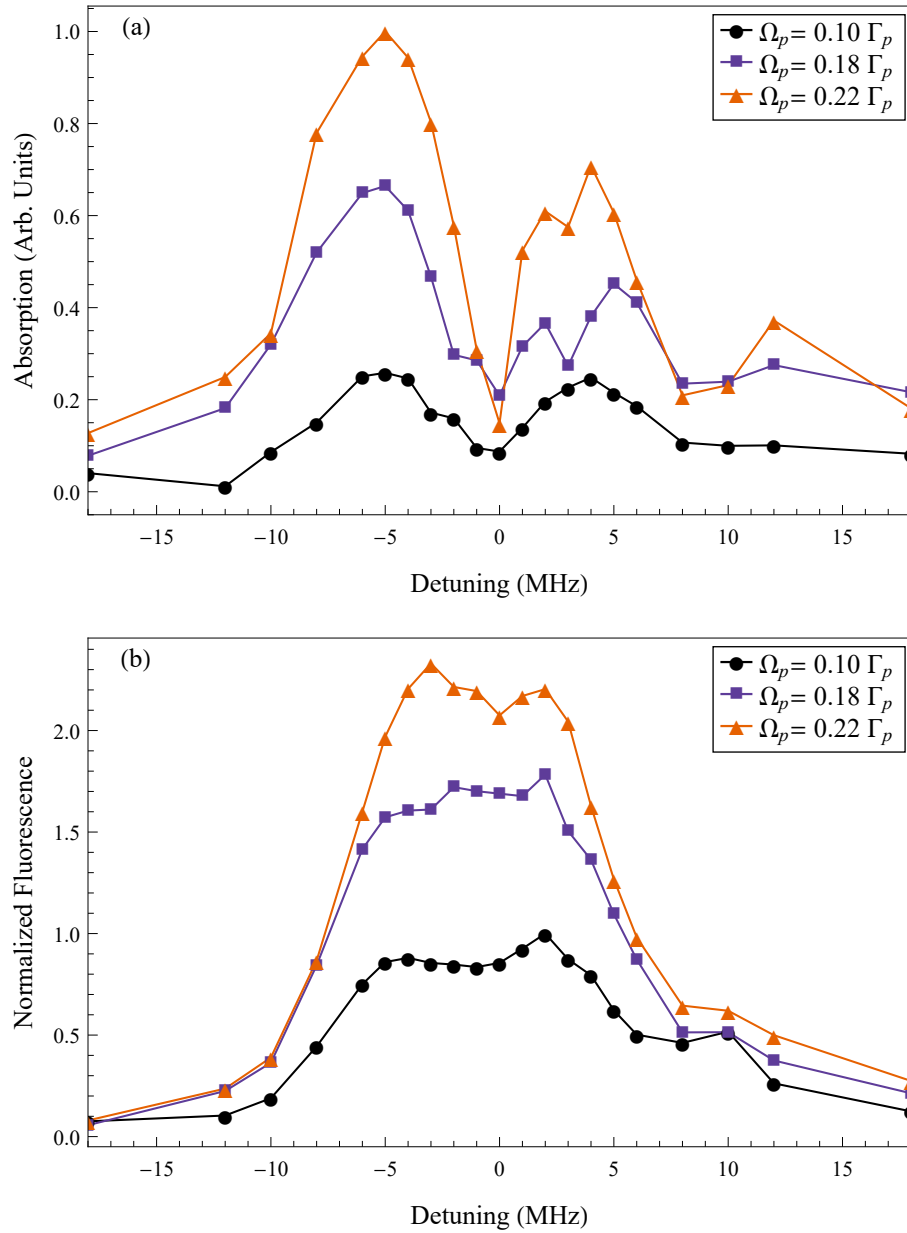 (a)
Ωp = 0.10 Γp
Ωp = 0.18 Γp
Ωp = 0.22 Γp
1.0
0.8
0.6
0.4
0.2
0.0
Absorption (Arb. Units)
−15 −10 −5 0 5 10 15
Detuning (MHz)
(b)
Ωp = 0.10 Γp
Ωp = 0.18 Γp
Ωp = 0.22 Γp
2.0
1.5
1.0
0.5
0.0
Normalized Fluorescence
−15 −10 −5 0 5 10 15
Detuning (MHz)